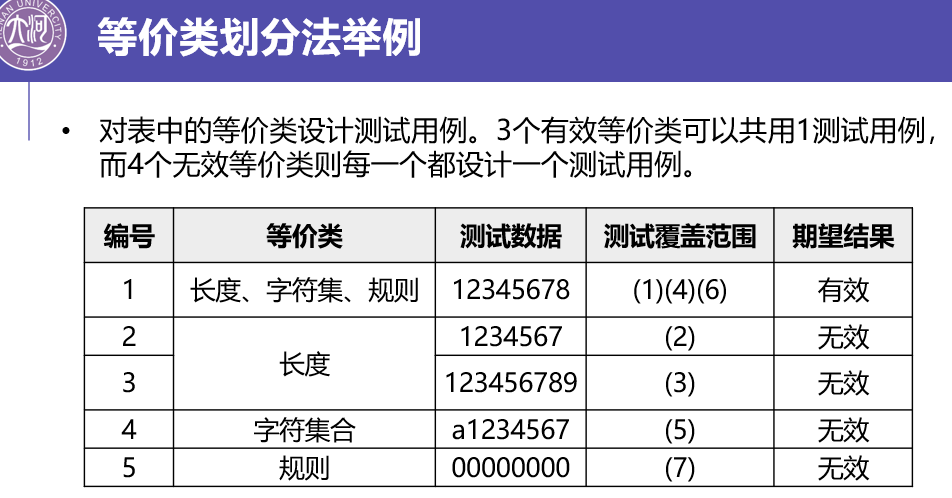 等价类划分法举例
HENAN UNIVERCITY
1912
• 对表中的等价类设计测试用例。3个有效等价类可以共用1测试用例，
而4个无效等价类则每一个都设计一个测试用例。
编号 等价类 测试数据 测试覆盖范围 期望结果
1 长度、字符集、规则 12345678 (1)(4)(6) 有效
2 长度 1234567 (2) 无效
3 123456789 (3) 无效
4 字符集合 a1234567 (5) 无效
5 规则 00000000 (7) 无效